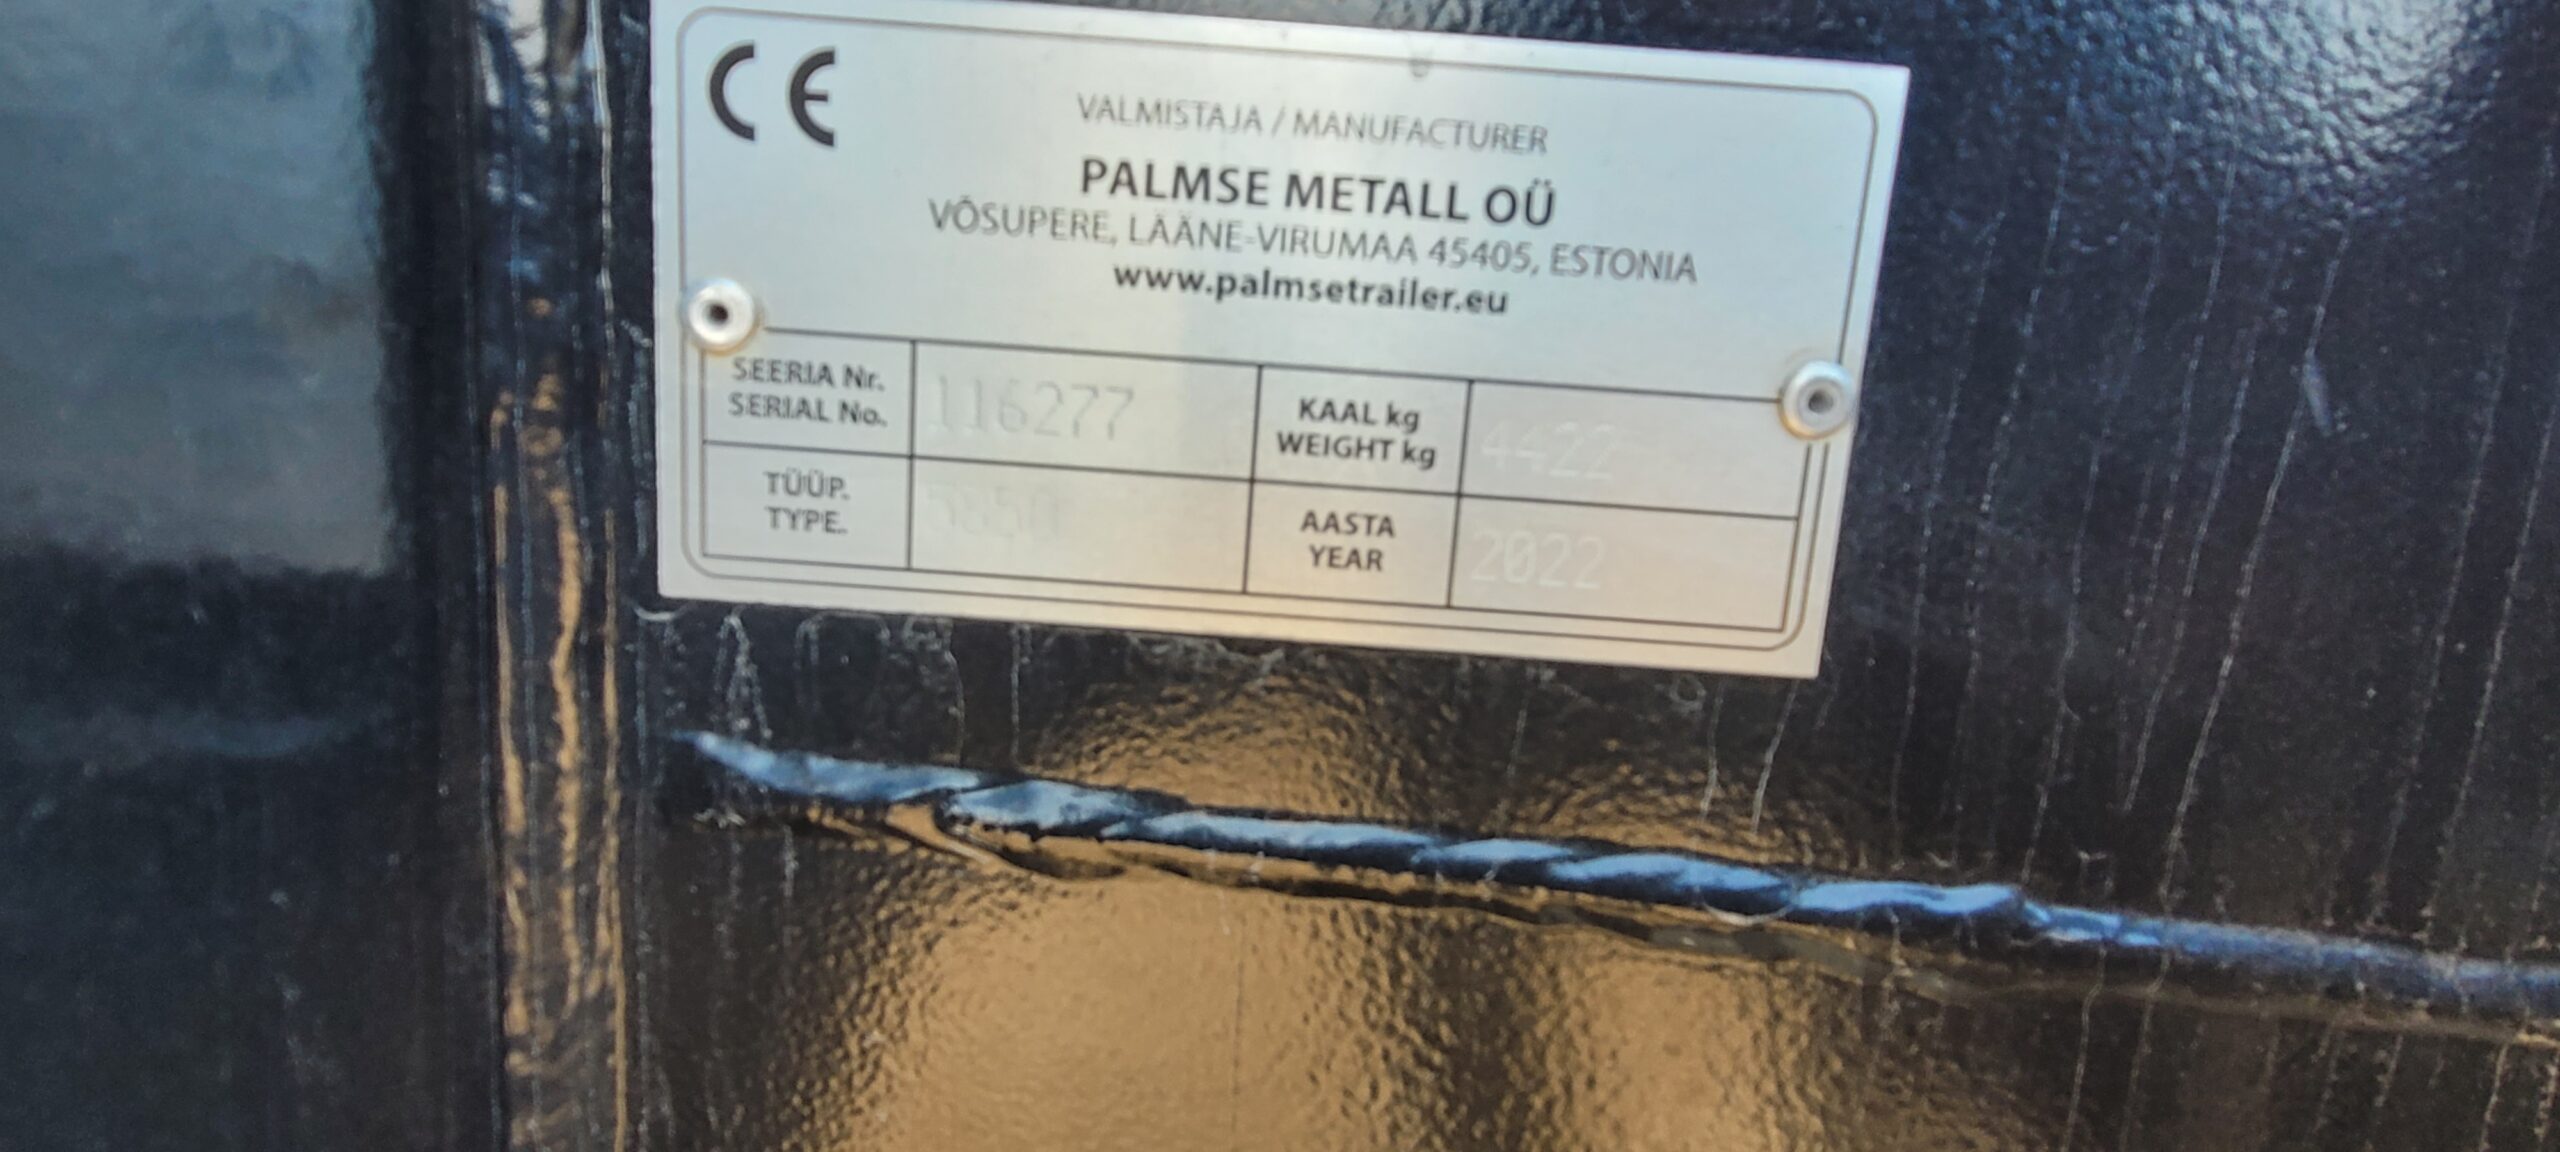 CE
VALMISTAJA / MANUFACTURER
PALMSE METALL OÜ
VÕSUPERE, LÄÄNE-VIRUMAA 45405, ESTONIA
www.palmsetrailer.eu
SEERIA Nr.
SERIAL No.
116277
KAAL kg
WEIGHT kg
4422
TÜÜP.
TYPE.
AASTA
YEAR
2022